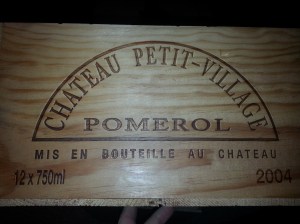 CHATEAU PETIT-VILLAGE
POMEROL
MIS EN BOUTEILLE AU CHATEAU
12 x 750ml 2004